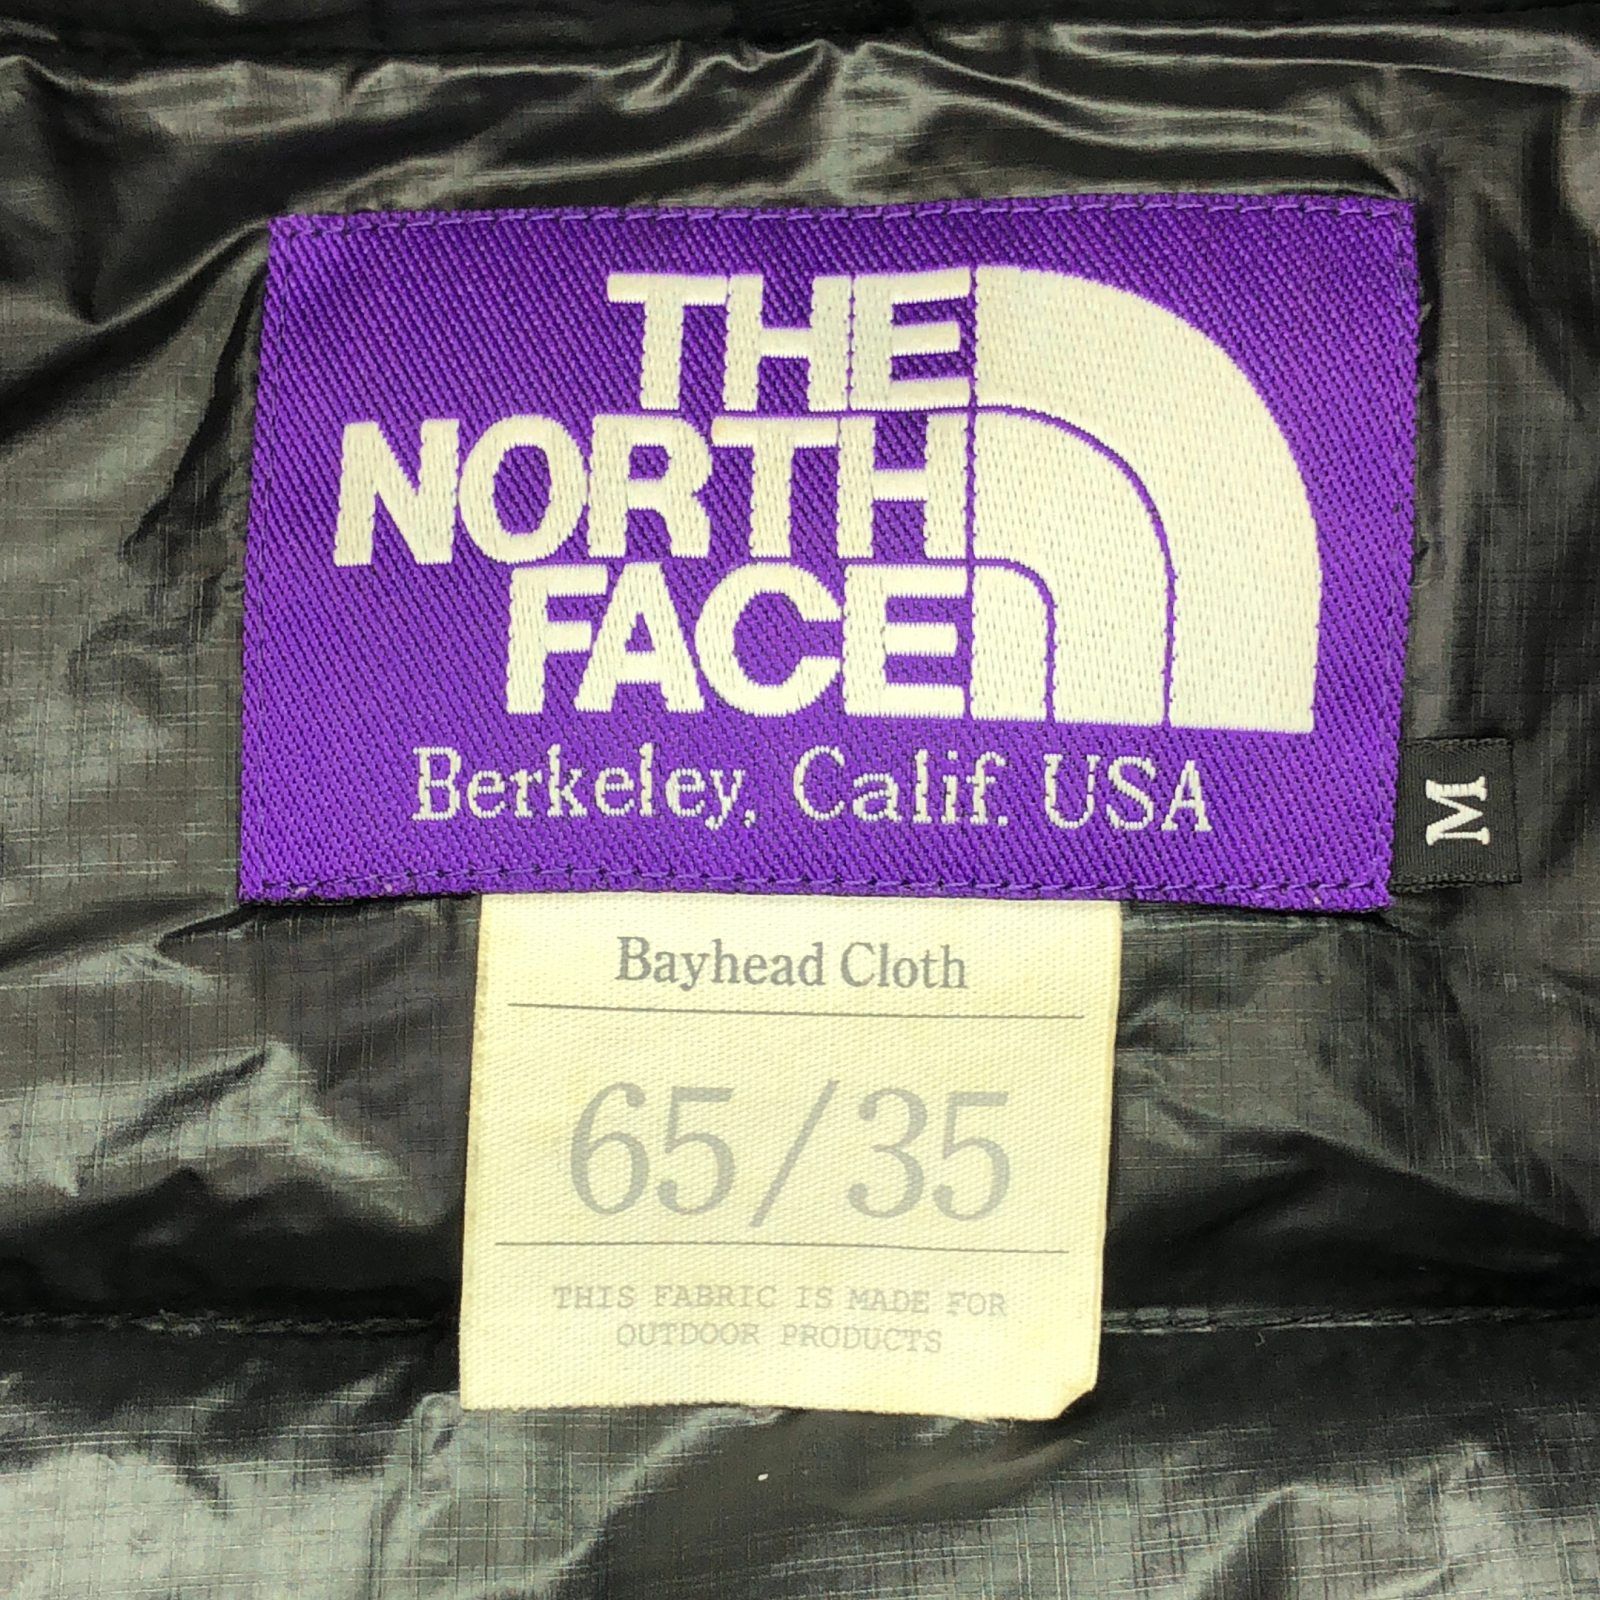 THE
NORTH
FACE
Berkeley, Calif. USA
M
Bayhead Cloth
65/35
THIS FABRIC IS MADE FOR
OUTDOOR PRODUCTS